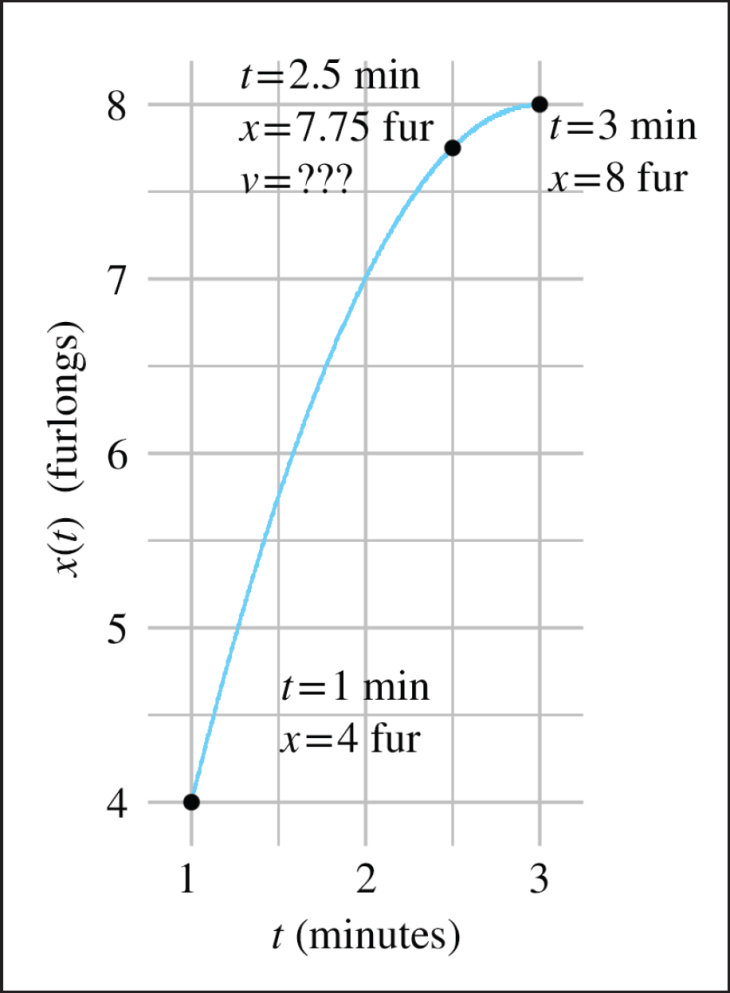 t=2.5 min
x=7.75 fur
v=???
t=3 min
x=8 fur
8
7
6
5
4
x(t) (furlongs)
t=1 min
x=4 fur
1 2 3
t (minutes)